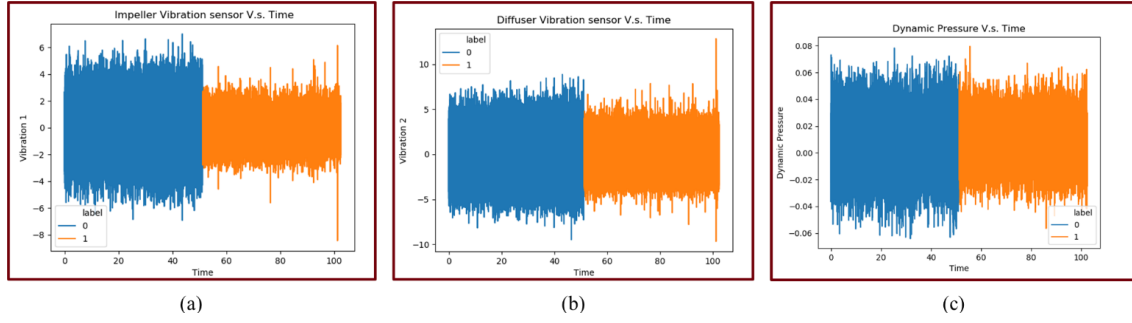 Impeller Vibration sensor V.s. Time
Vibration 1
6
4
2
0
−2
−4
−6
−8
label
0
1
0 20 40 60 80 100
Time
(a)
Diffuser Vibration sensor V.s. Time
label
0
1
Vibration 2
10
5
0
−5
−10
0 20 40 60 80 100
Time
(b)
Dynamic Pressure V.s. Time
Dynamic Pressure
0.08
0.06
0.04
0.02
0.00
−0.02
−0.04
−0.06
label
0
1
0 20 40 60 80 100
Time
(c)